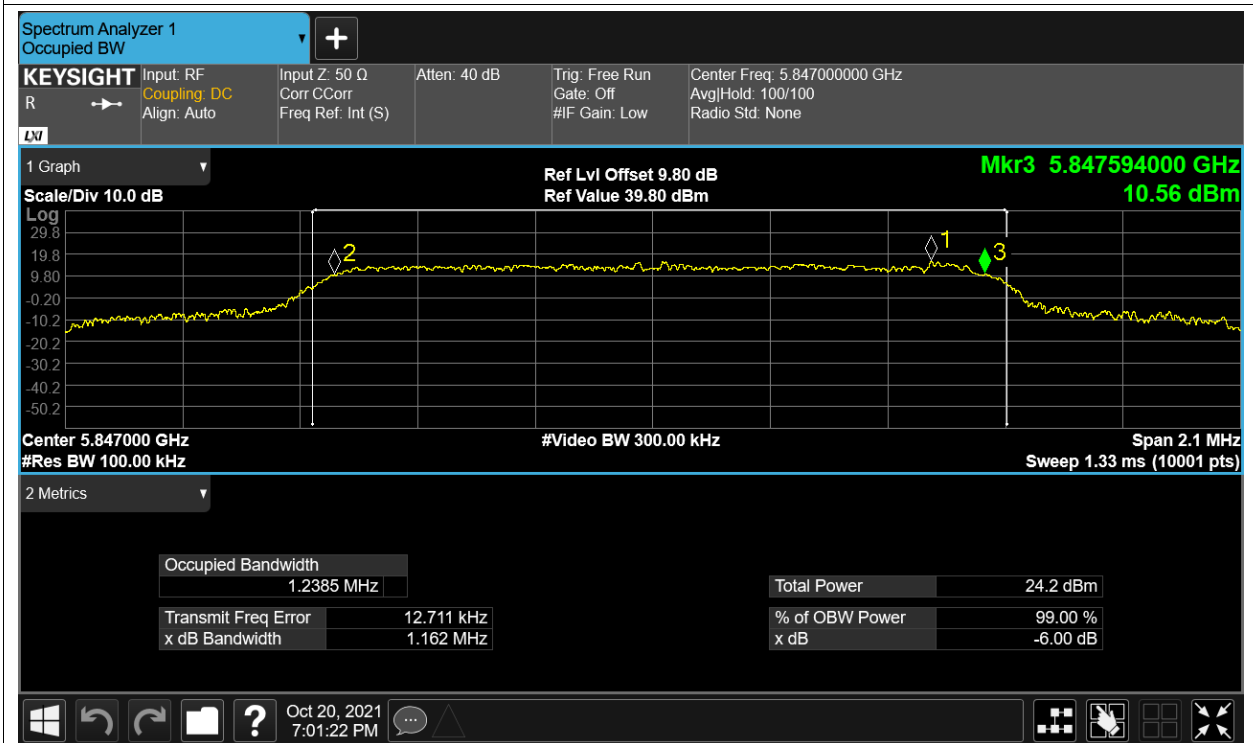 Spectrum Analyzer 1
Occupied BW
KEYSIGHT
R
LXI
Input: RF
Coupling: DC
Align: Auto
Input Z: 50 Ω
Corr CCorr
Freq Ref: Int (S)
Atten: 40 dB
Trig: Free Run
Gate: Off
#IF Gain: Low
Center Freq: 5.847000000 GHz
Avg|Hold: 100/100
Radio Std: None
1 Graph
Scale/Div 10.0 dB
Ref Lvl Offset 9.80 dB
Ref Value 39.80 dBm
Mkr3 5.847594000 GHz
10.56 dBm
Log
29.8
19.8
9.80
-0.20
-10.2
-20.2
-30.2
-40.2
-50.2
2
1
3
Center 5.847000 GHz
#Res BW 100.00 kHz
#Video BW 300.00 kHz
Span 2.1 MHz
Sweep 1.33 ms (10001 pts)
2 Metrics
Occupied Bandwidth
1.2385 MHz
Transmit Freq Error 12.711 kHz
x dB Bandwidth 1.162 MHz
Total Power 24.2 dBm
% of OBW Power 99.00 %
x dB -6.00 dB
?
Oct 20, 2021
7:01:22 PM